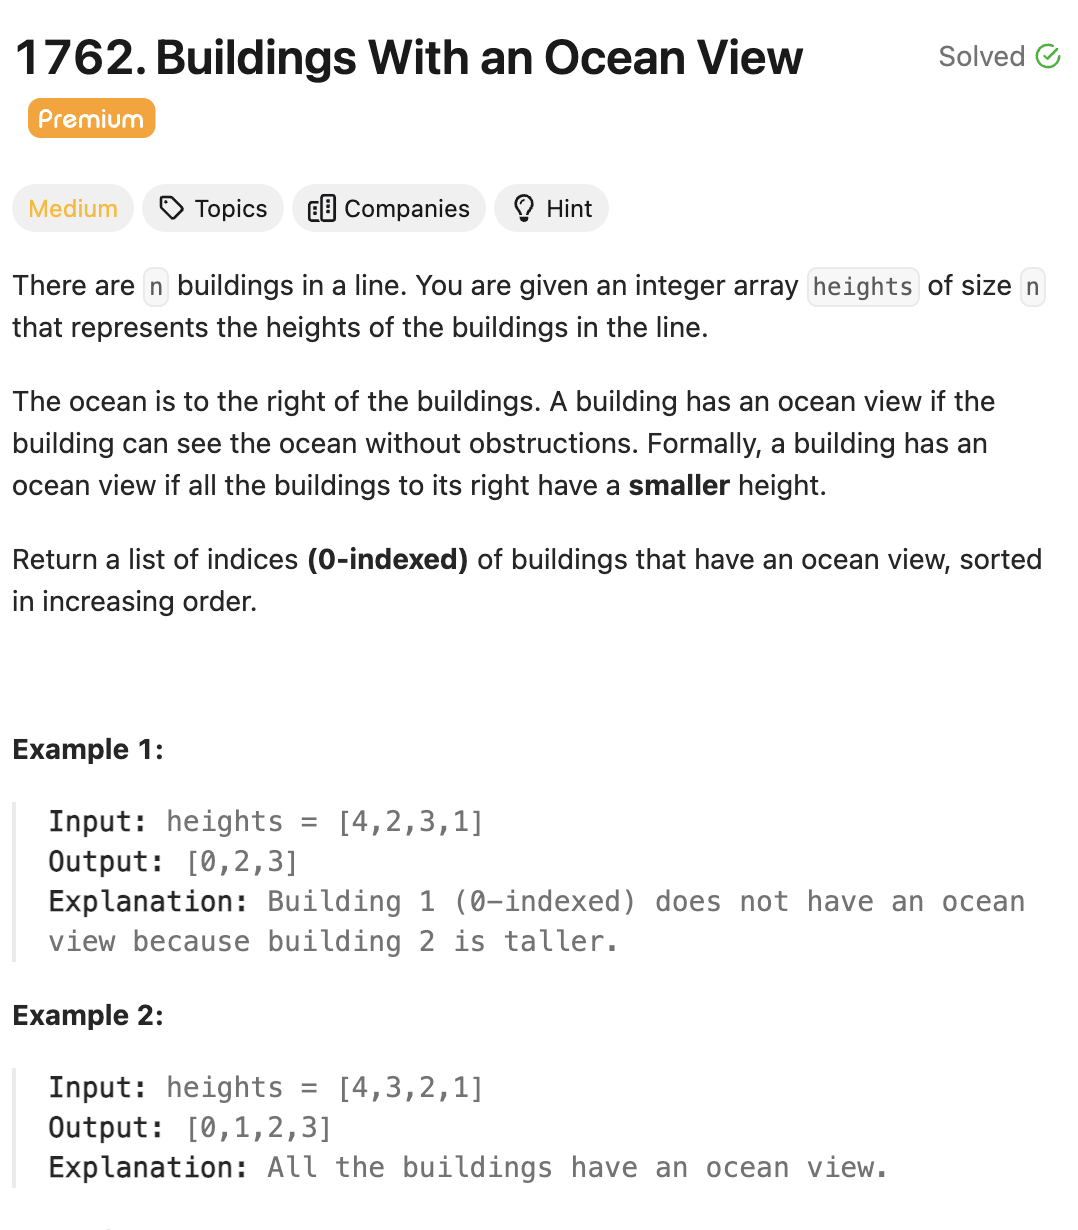 1762. Buildings With an Ocean View
Solved
Premium
Medium Topics Companies Hint
There are n buildings in a line. You are given an integer array heights of size n
that represents the heights of the buildings in the line.
The ocean is to the right of the buildings. A building has an ocean view if the
building can see the ocean without obstructions. Formally, a building has an
ocean view if all the buildings to its right have a smaller height.
Return a list of indices (0-indexed) of buildings that have an ocean view, sorted
in increasing order.
Example 1:
Input: heights = [4,2,3,1]
Output: [0,2,3]
Explanation: Building 1 (0-indexed) does not have an ocean
view because building 2 is taller.
Example 2:
Input: heights = [4,3,2,1]
Output: [0,1,2,3]
Explanation: All the buildings have an ocean view.